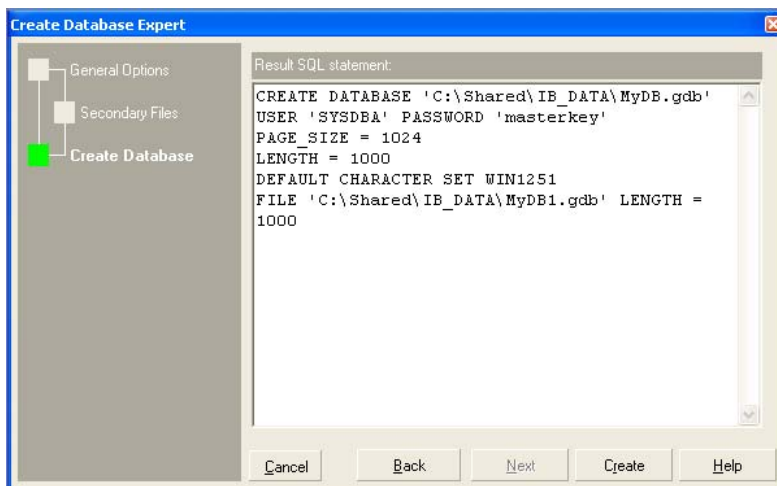 Create Database Expert
General Options
Secondary Files
Create Database
Result SQL statement:
CREATE DATABASE 'C:\Shared\IB_DATA\MyDB.gdb'
USER 'SYSDBA' PASSWORD 'masterkey'
PAGE_SIZE = 1024
LENGTH = 1000
DEFAULT CHARACTER SET WIN1251
FILE 'C:\Shared\IB_DATA\MyDB1.gdb' LENGTH =
1000
Cancel
Back
Next
Create
Help